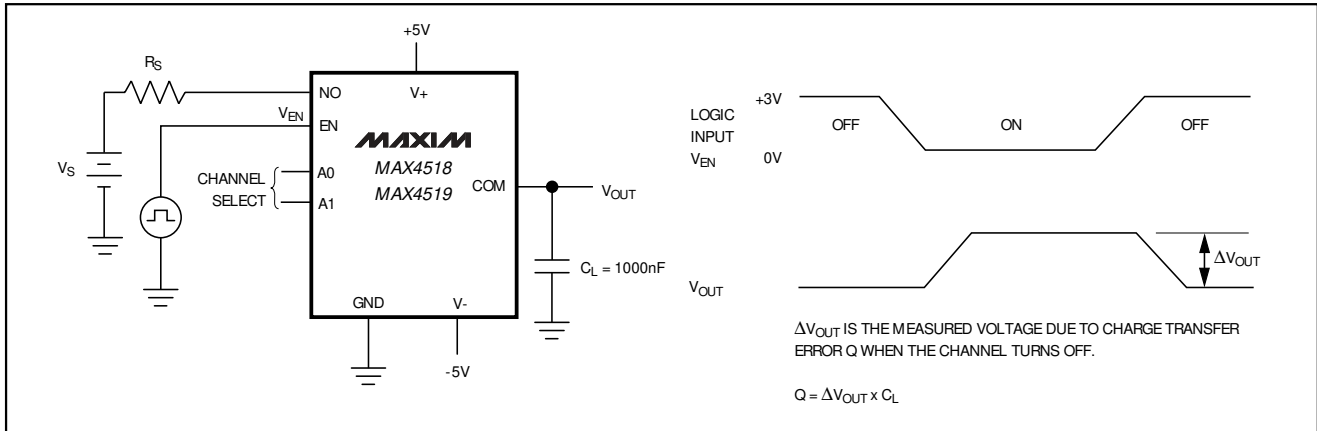 +5V
RS
NO
V+
VEN
EN
MAXIM
MAX4518
MAX4519
VS
CHANNEL
SELECT
A0
A1
COM
VOUT
CL = 1000nF
GND
V-
-5V
LOGIC
INPUT
VEN
+3V
0V
OFF
ON
OFF
VOUT
ΔVOUT
ΔVOUT IS THE MEASURED VOLTAGE DUE TO CHARGE TRANSFER
ERROR Q WHEN THE CHANNEL TURNS OFF.
Q = ΔVOUT x CL